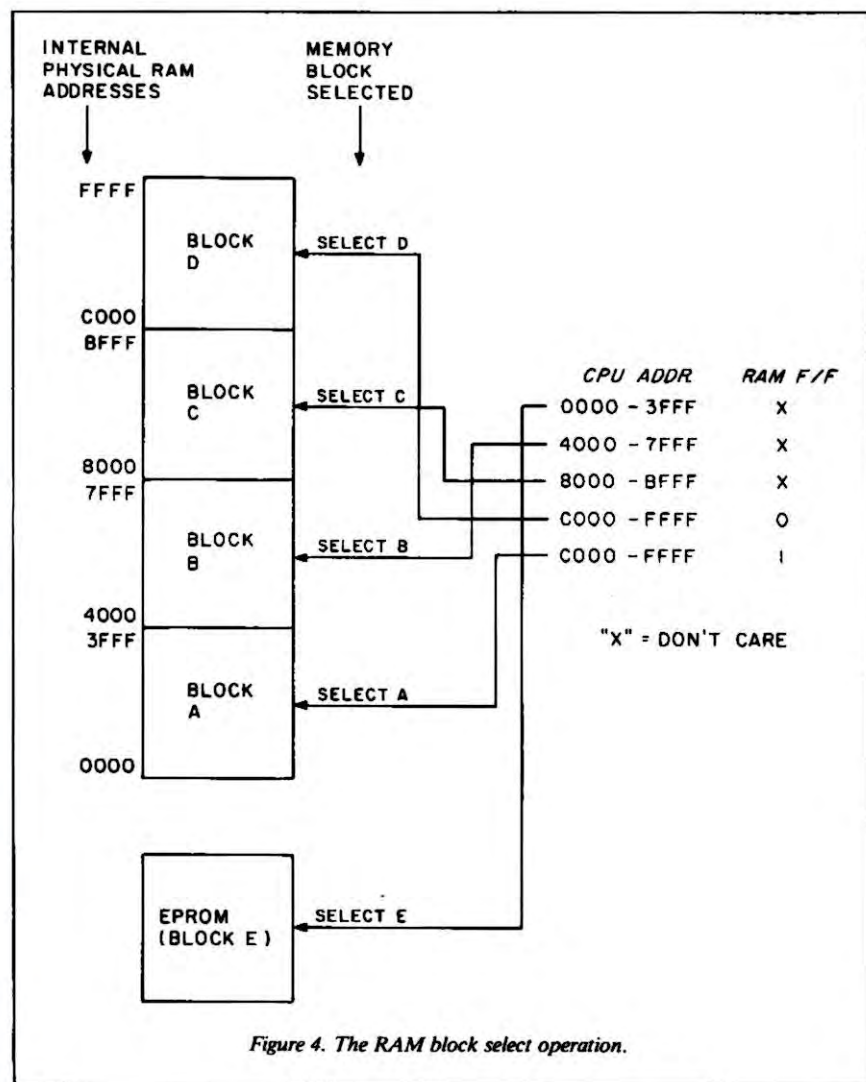 INTERNAL
PHYSICAL RAM
ADDRESSES
MEMORY
BLOCK
SELECTED
FFFF
BLOCK
D
SELECT D
C000
BFFF
BLOCK
C
SELECT C
8000
7FFF
BLOCK
B
SELECT B
4000
3FFF
BLOCK
A
SELECT A
0000
CPU ADDR RAM F/F
0000 - 3FFF X
4000 - 7FFF X
8000 - BFFF X
C000 - FFFF 0
C000 - FFFF 1
"X" = DON'T CARE
EPROM
(BLOCK E)
SELECT E
Figure 4. The RAM block select operation.